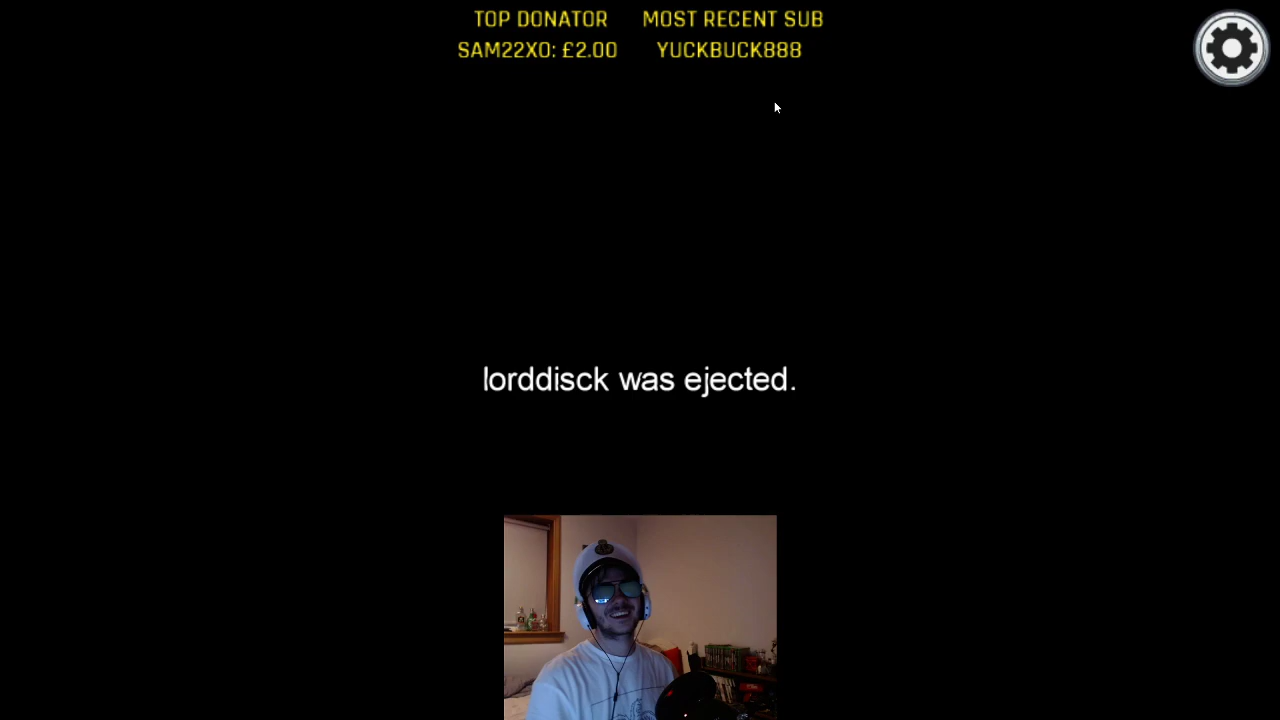 TOP DONATOR
SAM22XO: £2.00
MOST RECENT SUB
YUCKBUCK888
lorddisck was ejected.